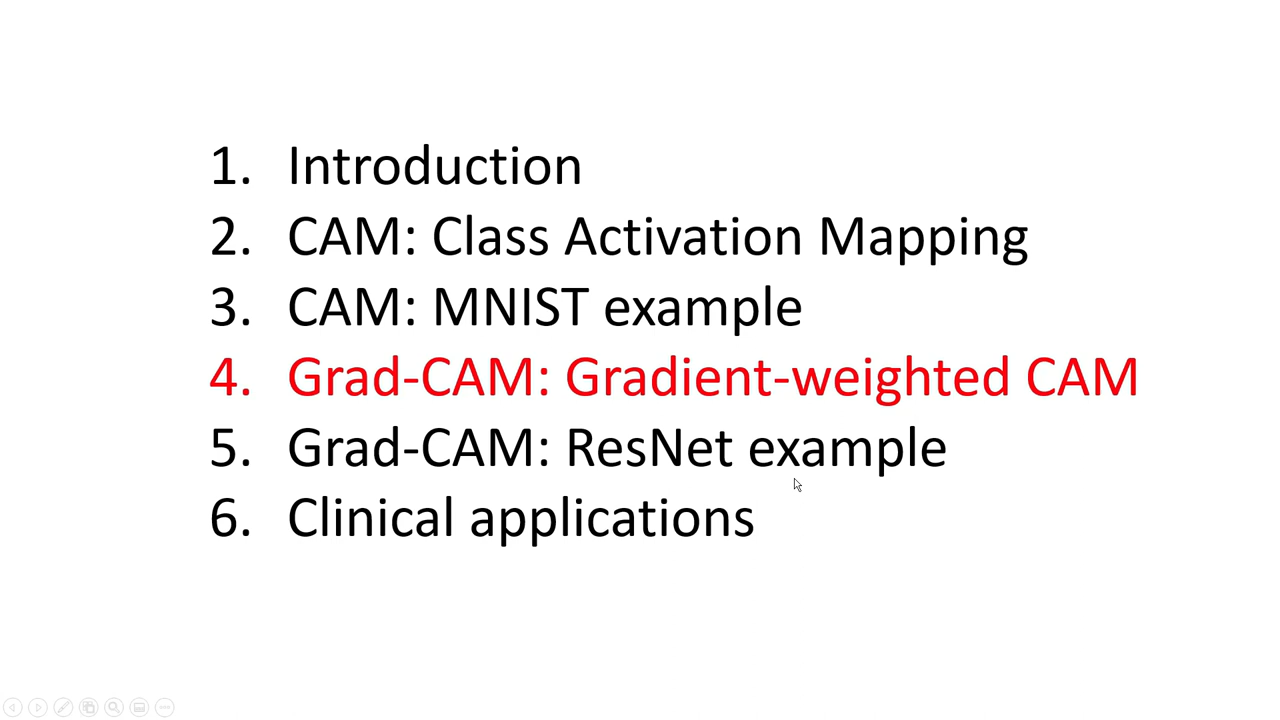 1. Introduction
2. CAM: Class Activation Mapping
3. CAM: MNIST example
4. Grad-CAM: Gradient-weighted CAM
5. Grad-CAM: ResNet example
6. Clinical applications